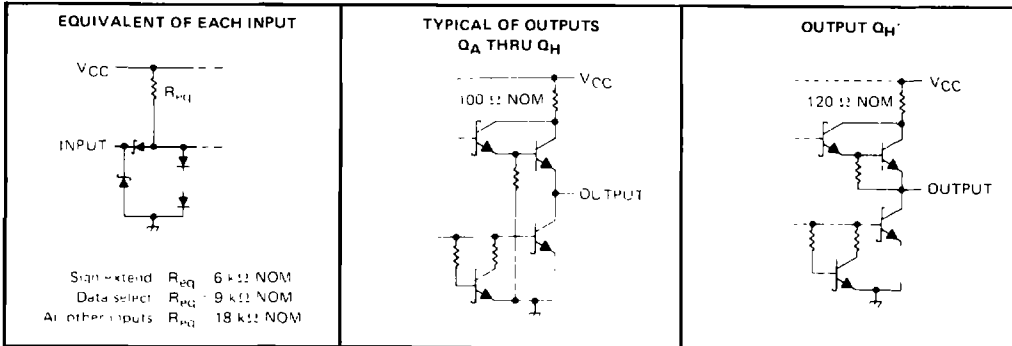 EQUIVALENT OF EACH INPUT
VCC
Req
INPUT
Sign extend Req 6 kΩ NOM
Data select Req 9 kΩ NOM
All other inputs Req 18 kΩ NOM
TYPICAL OF OUTPUTS
QA THRU QH
VCC
100 Ω NOM
OUTPUT
OUTPUT QH'
VCC
120 Ω NOM
OUTPUT